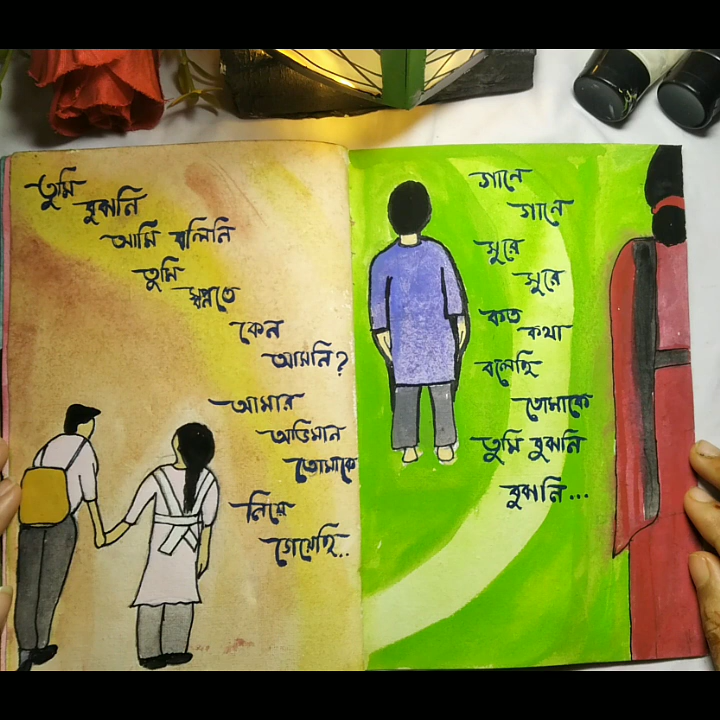 তুমি
বুঝনি
আমি বলিনি
তুমি
স্বপ্নতে
কেন
আসনি?
আমার
অভিমান
তোমাকে
নিয়ে
গেয়েছি..
গানে
গানে
সুরে
সুরে
কত
কথা
বলেছি
তোমাকে
তুমি বুঝনি
বুঝনি...